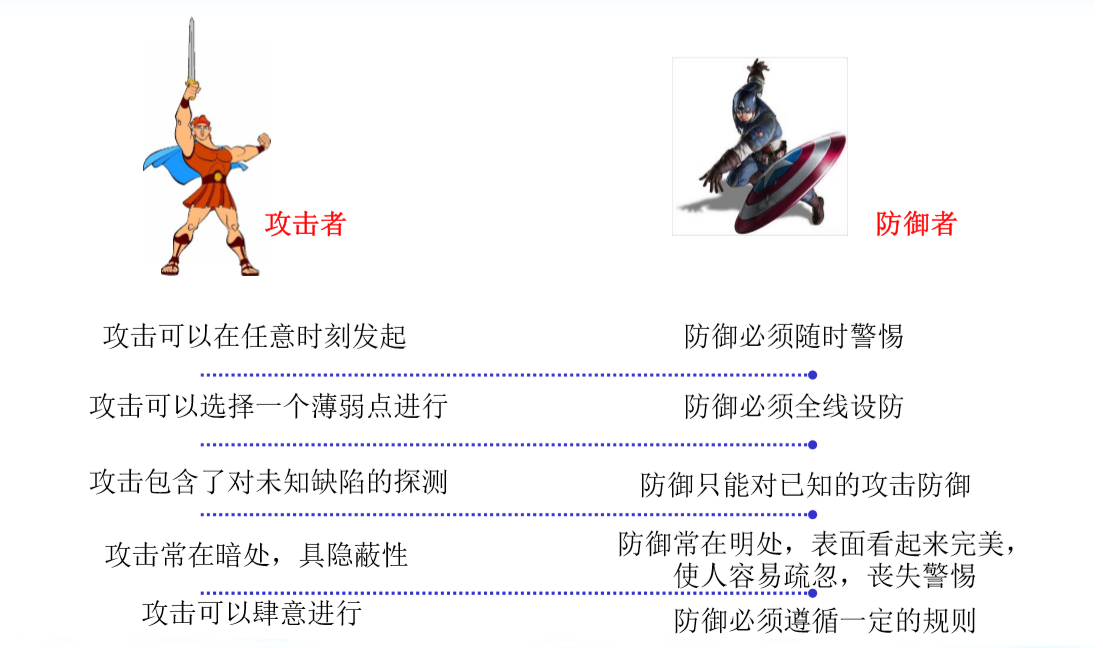 攻击者
防御者
攻击可以在任意时刻发起
防御必须随时警惕
攻击可以选择一个薄弱点进行
防御必须全线设防
攻击包含了对未知缺陷的探测
防御只能对已知的攻击防御
攻击常在暗处，具隐蔽性
防御常在明处，表面看起来完美，
使人容易疏忽，丧失警惕
攻击可以肆意进行
防御必须遵循一定的规则